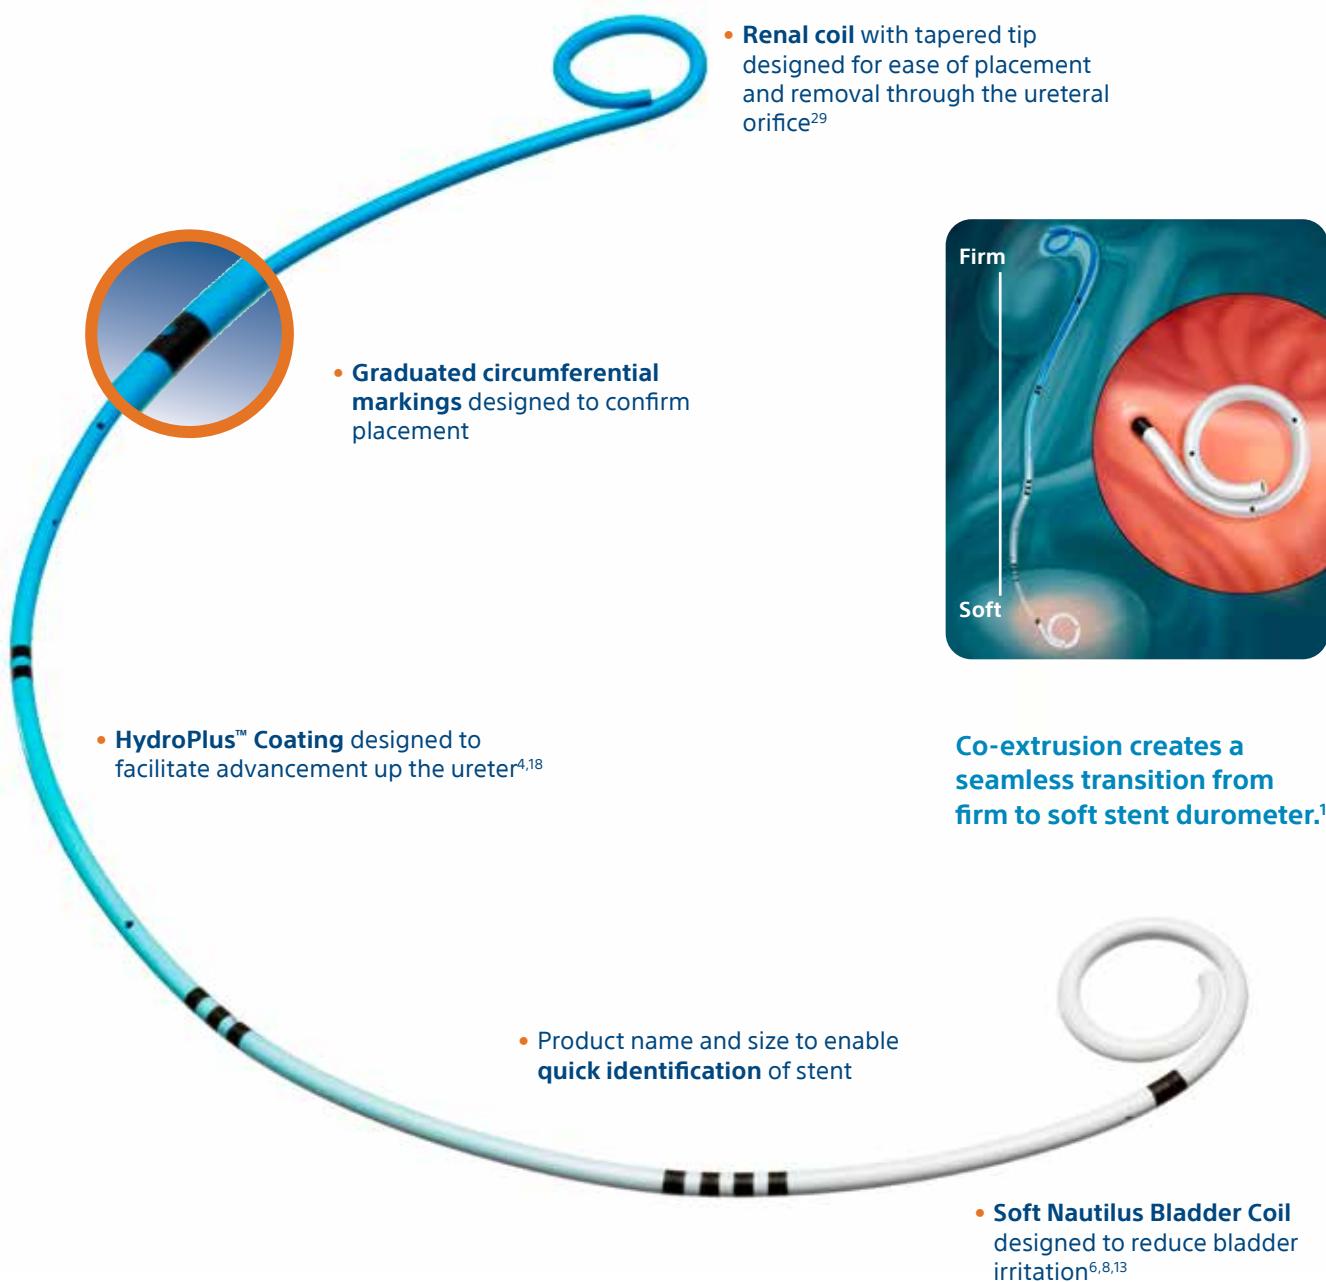 • Renal coil with tapered tip
designed for ease of placement
and removal through the ureteral
orifice29
Firm
Soft
• Graduated circumferential
markings designed to confirm
placement
• HydroPlus™ Coating designed to
facilitate advancement up the ureter4,18
Co-extrusion creates a
seamless transition from
firm to soft stent durometer.1
• Product name and size to enable
quick identification of stent
• Soft Nautilus Bladder Coil
designed to reduce bladder
irritation6,8,13